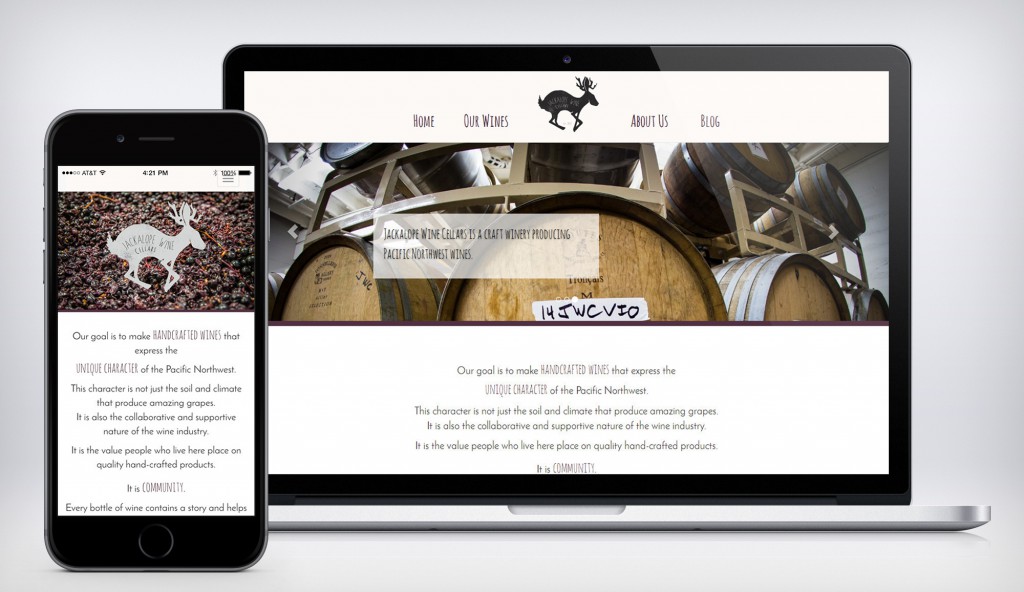 AT&T 4:21 PM 100%
JACKALOPE WINE
CELLARS
Our goal is to make HANDCRAFTED WINES that
express the
UNIQUE CHARACTER of the Pacific Northwest.
This character is not just the soil and climate
that produce amazing grapes.
It is also the collaborative and supportive
nature of the wine industry.
It is the value people who live here place on
quality hand-crafted products.
It is COMMUNITY.
Every bottle of wine contains a story and helps
HOME OUR WINES ABOUT US BLOG
JACKALOPE WINE
JACKALOPE WINE CELLARS IS A CRAFT WINERY PRODUCING
PACIFIC NORTHWEST WINES.
JWC
Français
M
14JWCVIO
Our goal is to make HANDCRAFTED WINES that express the
UNIQUE CHARACTER of the Pacific Northwest.
This character is not just the soil and climate that produce amazing grapes.
It is also the collaborative and supportive nature of the wine industry.
It is the value people who live here place on quality hand-crafted products.
It is COMMUNITY.